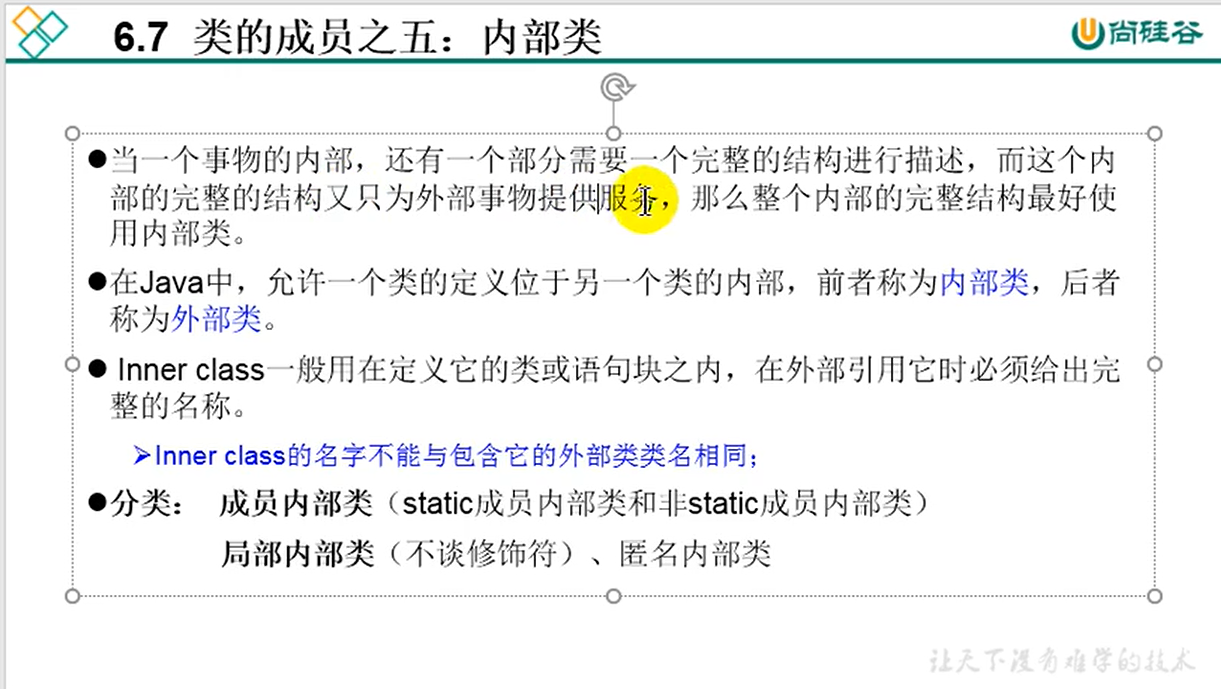 6.7 类的成员之五：内部类
尚硅谷
●当一个事物的内部，还有一个部分需要一个完整的结构进行描述，而这个内
部的完整的结构又只为外部事物提供服务，那么整个内部的完整结构最好使
用内部类。
●在Java中，允许一个类的定义位于另一个类的内部，前者称为内部类，后者
称为外部类。
● Inner class一般用在定义它的类或语句块之内，在外部引用它时必须给出完
整的名称。
➢Inner class的名字不能与包含它的外部类类名相同；
●分类： 成员内部类（static成员内部类和非static成员内部类）
局部内部类（不谈修饰符）、匿名内部类
让天下没有难学的技术